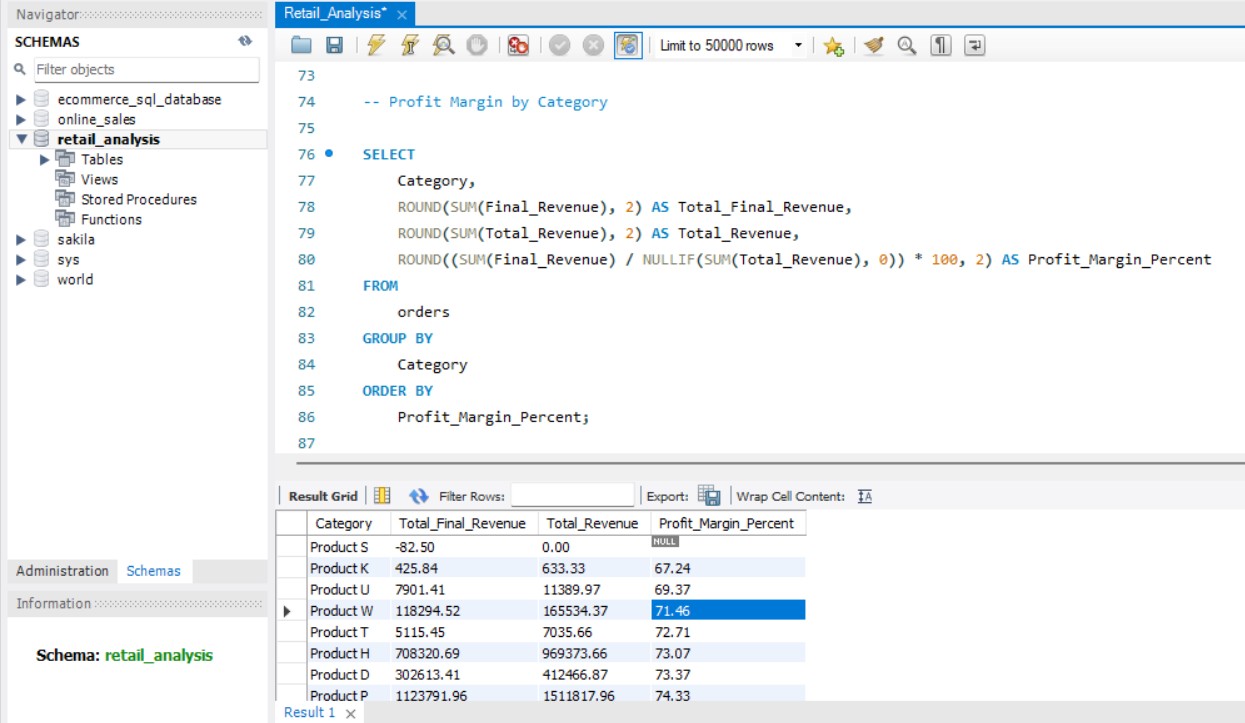 Navigator
SCHEMAS
Filter objects
ecommerce_sql_database
online_sales
retail_analysis
Tables
Views
Stored Procedures
Functions
sakila
sys
world
Administration Schemas
Information
Schema: retail_analysis
Retail_Analysis*
Limit to 50000 rows
73
74 -- Profit Margin by Category
75
76 SELECT
77 Category,
78 ROUND(SUM(Final_Revenue), 2) AS Total_Final_Revenue,
79 ROUND(SUM(Total_Revenue), 2) AS Total_Revenue,
80 ROUND((SUM(Final_Revenue) / NULLIF(SUM(Total_Revenue), 0)) * 100, 2) AS Profit_Margin_Percent
81 FROM
82 orders
83 GROUP BY
84 Category
85 ORDER BY
86 Profit_Margin_Percent;
87
Result Grid Filter Rows: Export: Wrap Cell Content:
Category Total_Final_Revenue Total_Revenue Profit_Margin_Percent
Product S -82.50 0.00 NULL
Product K 425.84 633.33 67.24
Product U 7901.41 11389.97 69.37
Product W 118294.52 165534.37 71.46
Product T 5115.45 7035.66 72.71
Product H 708320.69 969373.66 73.07
Product D 302613.41 412466.87 73.37
Product P 1123791.96 1511817.96 74.33
Result 1